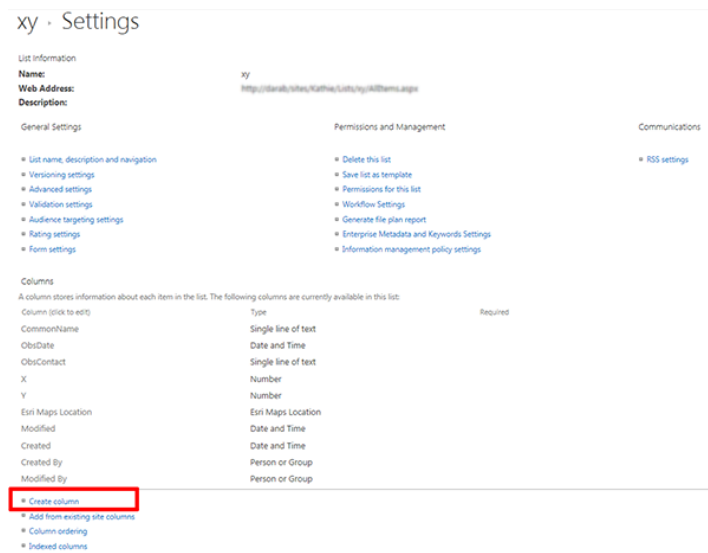 xy › Settings
List Information
Name: xy
Web Address:
Description:
General Settings Permissions and Management Communications
List name, description and navigation Delete this list RSS settings
Versioning settings Save list as template
Advanced settings Permissions for this list
Validation settings Workflow Settings
Audience targeting settings Generate file plan report
Rating settings Enterprise Metadata and Keywords Settings
Form settings Information management policy settings
Columns
A column stores information about each item in the list. The following columns are currently available in this list:
Column (click to edit) Type Required
CommonName Single line of text
ObsDate Date and Time
ObsContact Single line of text
X Number
Y Number
Esri Maps Location Esri Maps Location
Modified Date and Time
Created Date and Time
Created By Person or Group
Modified By Person or Group
Create column
Add from existing site columns
Column ordering
Indexed columns